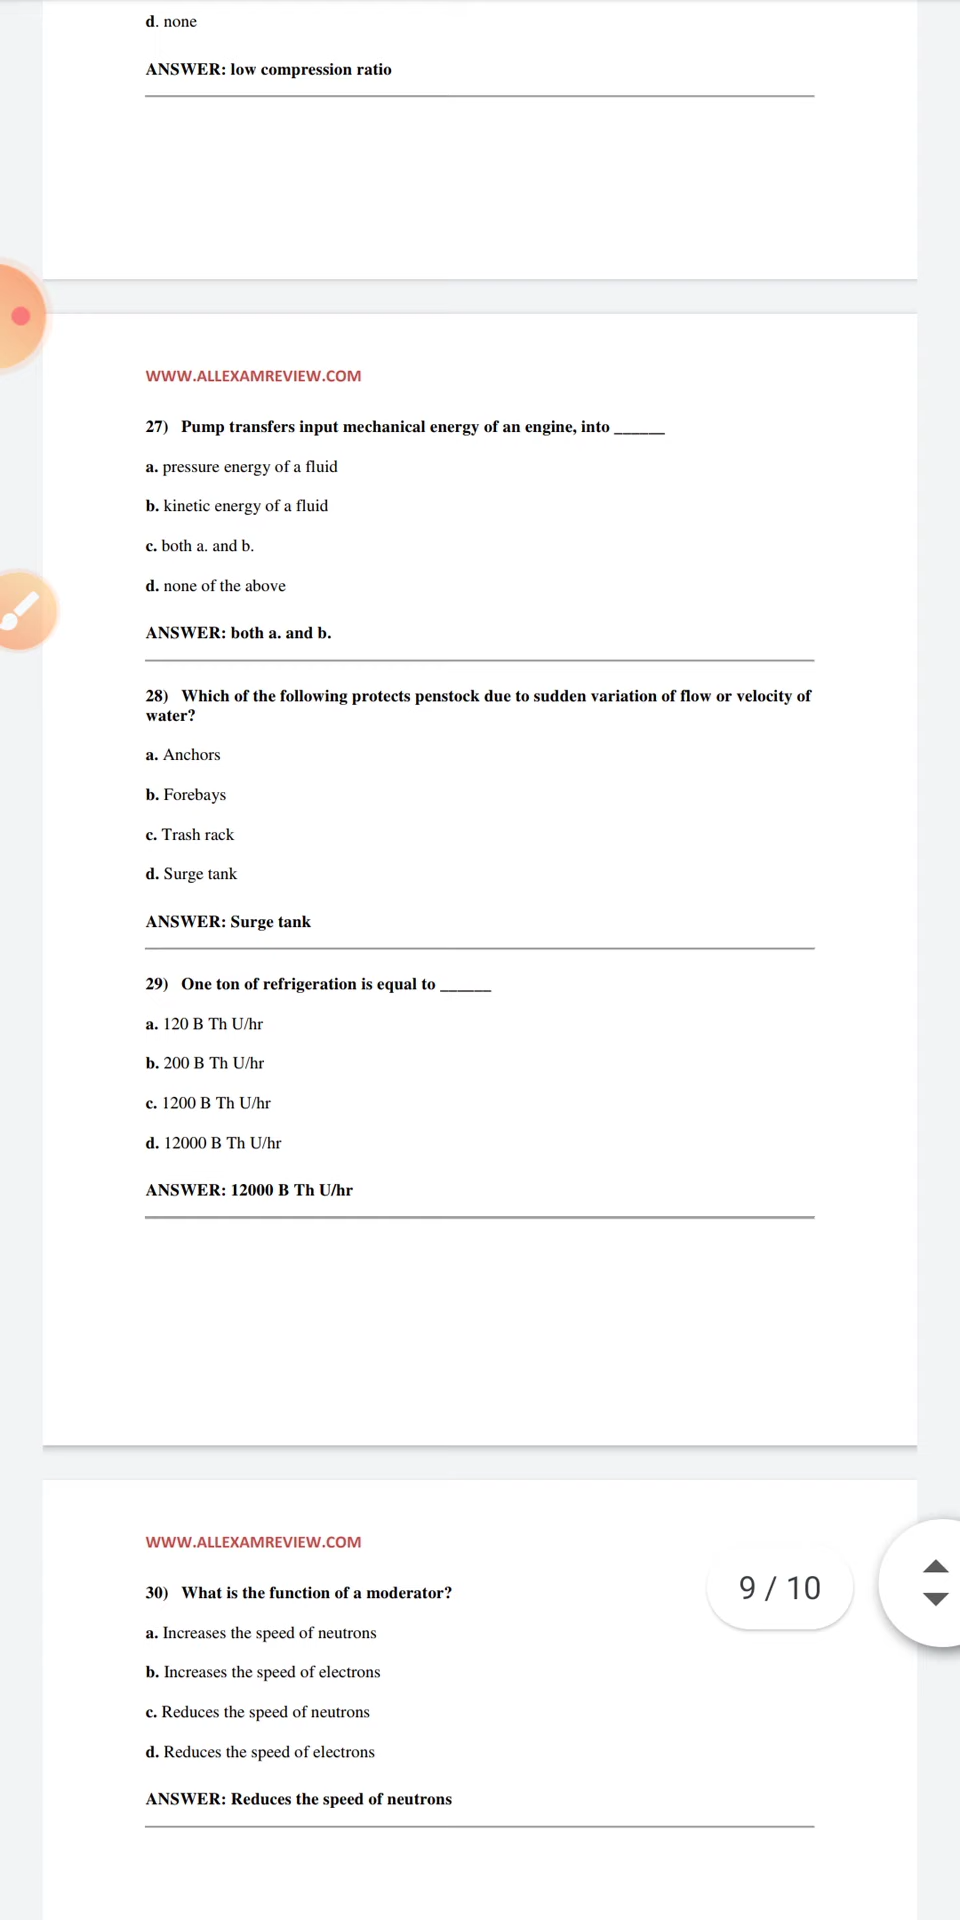 d. none
ANSWER: low compression ratio
WWW.ALLEXAMREVIEW.COM
27) Pump transfers input mechanical energy of an engine, into ______
a. pressure energy of a fluid
b. kinetic energy of a fluid
c. both a. and b.
d. none of the above
ANSWER: both a. and b.
28) Which of the following protects penstock due to sudden variation of flow or velocity of
water?
a. Anchors
b. Forebays
c. Trash rack
d. Surge tank
ANSWER: Surge tank
29) One ton of refrigeration is equal to ______
a. 120 B Th U/hr
b. 200 B Th U/hr
c. 1200 B Th U/hr
d. 12000 B Th U/hr
ANSWER: 12000 B Th U/hr
WWW.ALLEXAMREVIEW.COM
9 / 10
30) What is the function of a moderator?
a. Increases the speed of neutrons
b. Increases the speed of electrons
c. Reduces the speed of neutrons
d. Reduces the speed of electrons
ANSWER: Reduces the speed of neutrons